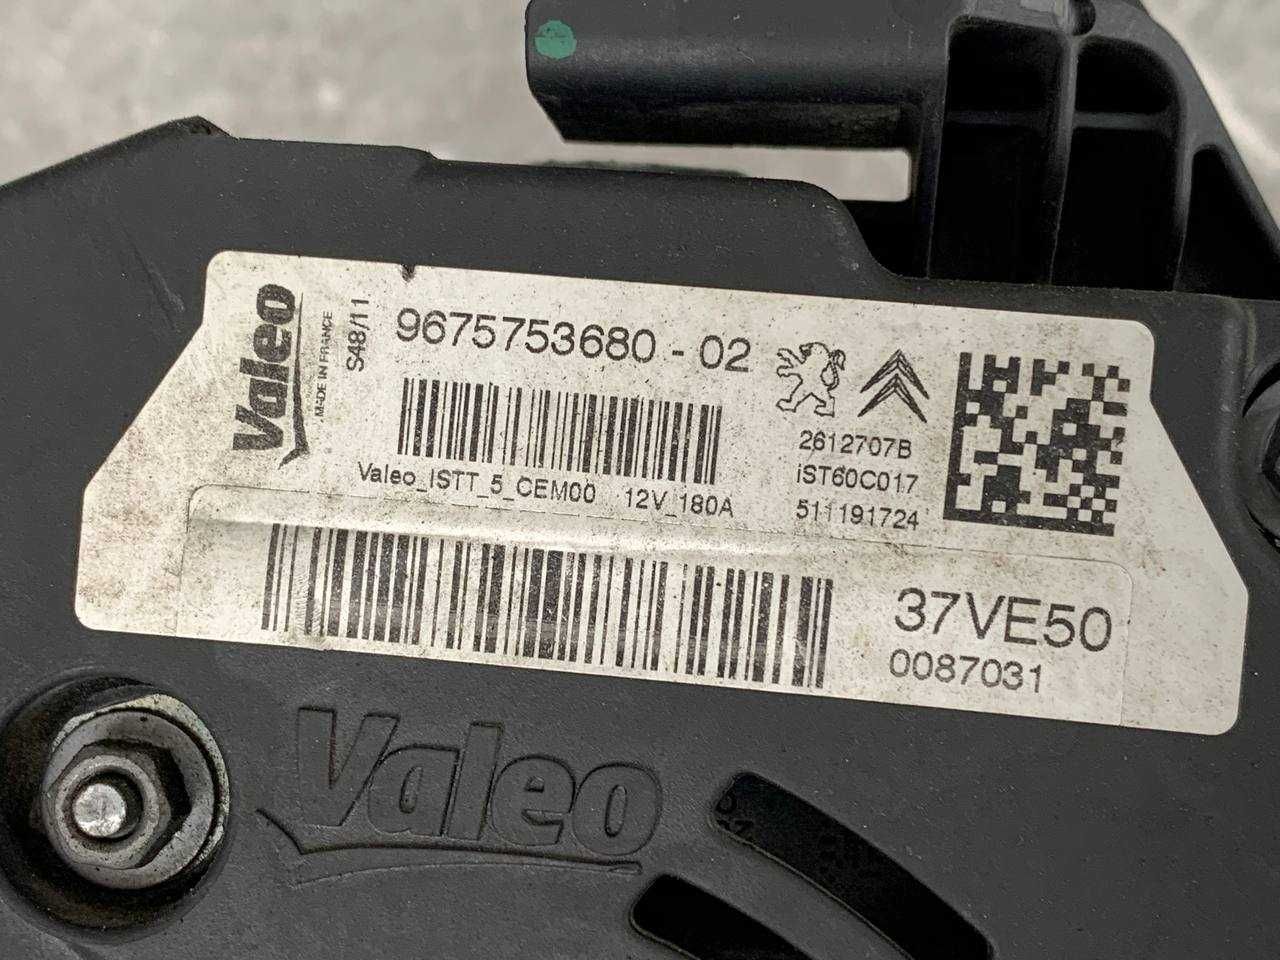 Valeo
MADE IN FRANCE
S48/11
9675753680 - 02
2612707B
Valeo_ISTT_5_CEM00 12V_180A
iST60C017
511191724
37VE50
0087031
Valeo